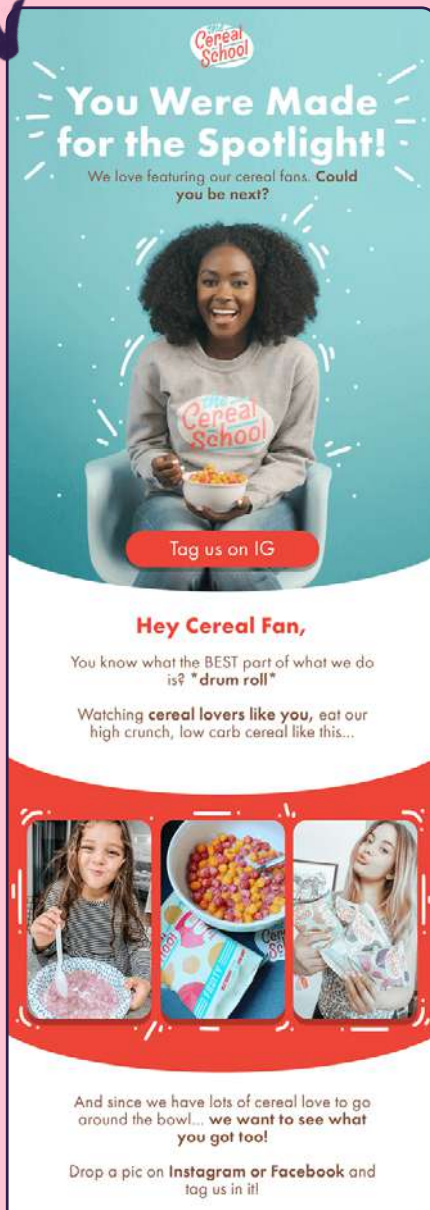 the
Cereal
School
You Were Made
for the Spotlight!
We love featuring our cereal fans. Could
you be next?
the
Cereal
School
Tag us on IG
Hey Cereal Fan,
You know what the BEST part of what we do
is? *drum roll*
Watching cereal lovers like you, eat our
high crunch, low carb cereal like this...
And since we have lots of cereal love to go
around the bowl... we want to see what
you got too!
Drop a pic on Instagram or Facebook and
tag us in it!